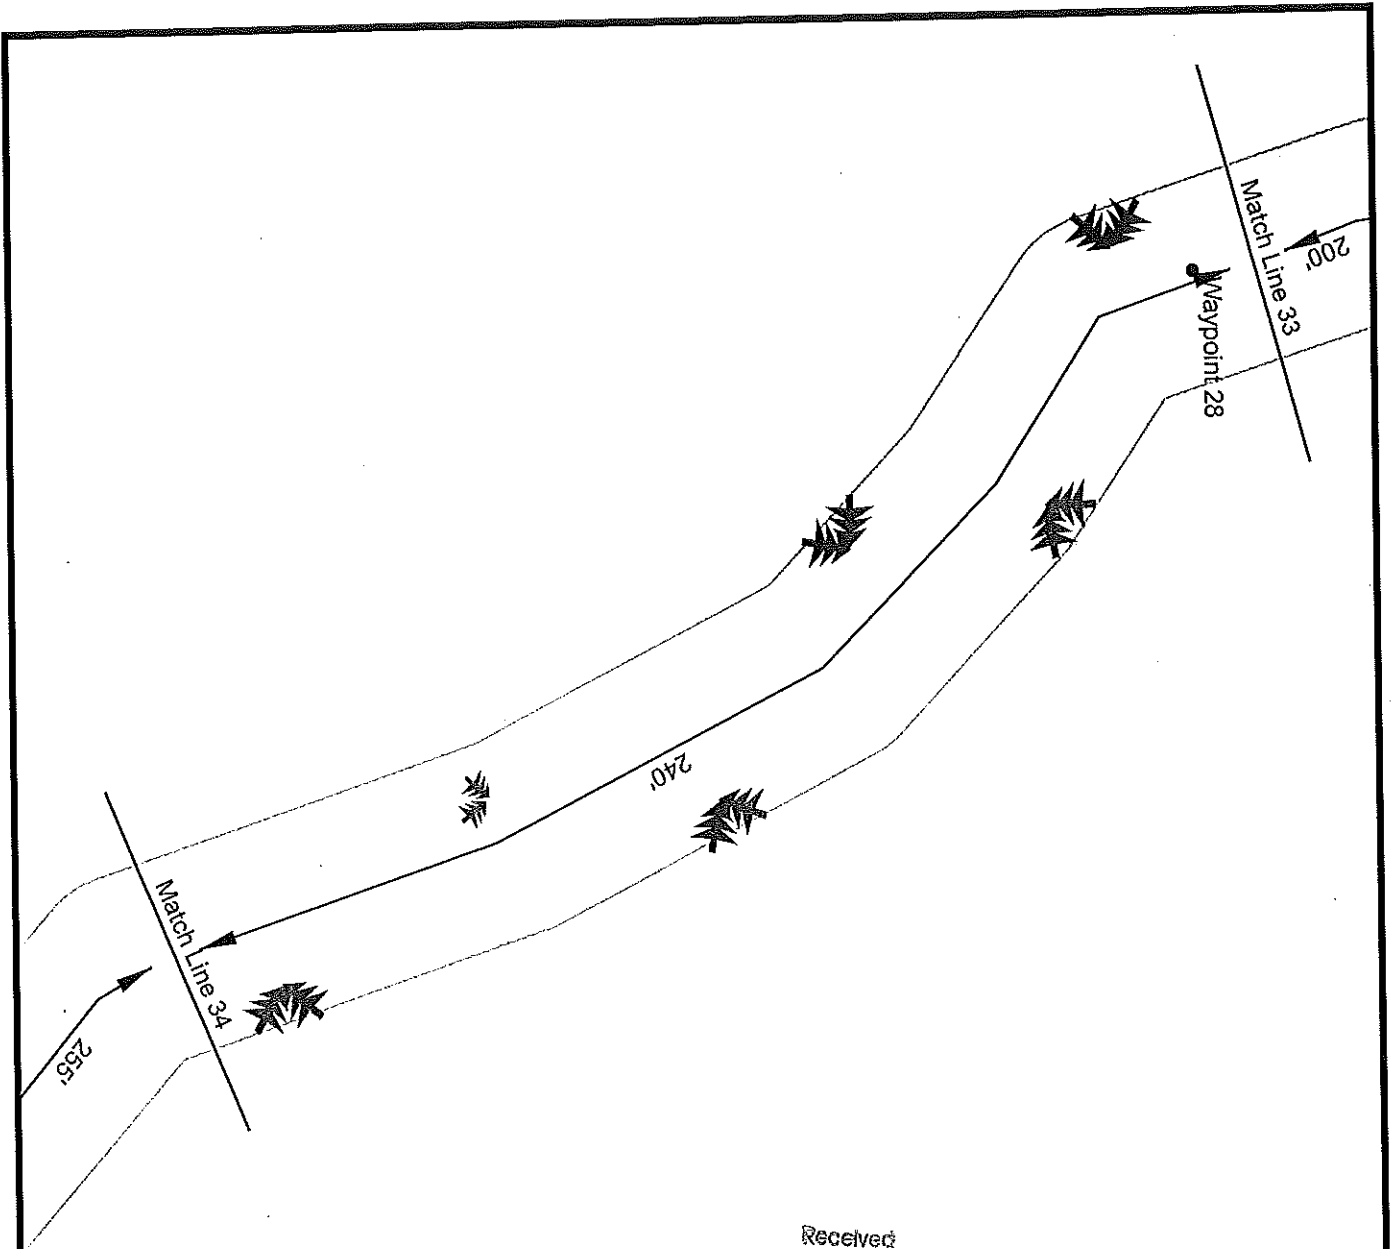 Match Line 33
200'
Waypoint 28
240'
Match Line 34
255'
Received